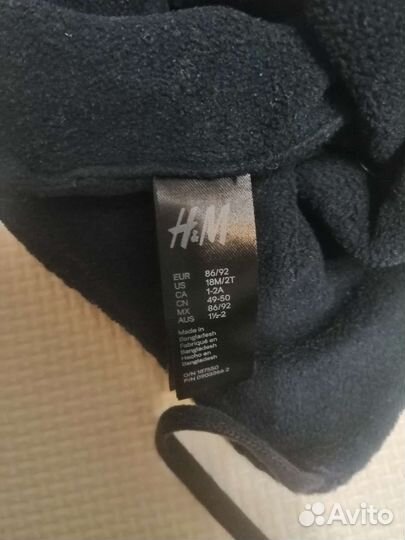 H&M
EUR 86/92
US 18M/2T
CA 1-2A
CN 49-50
MX 86/92
AUS 1½-2
Made in
Bangladesh
Fabriqué en
Bangladesh
Hecho en
Bangladesh
O/N 187550
Avito